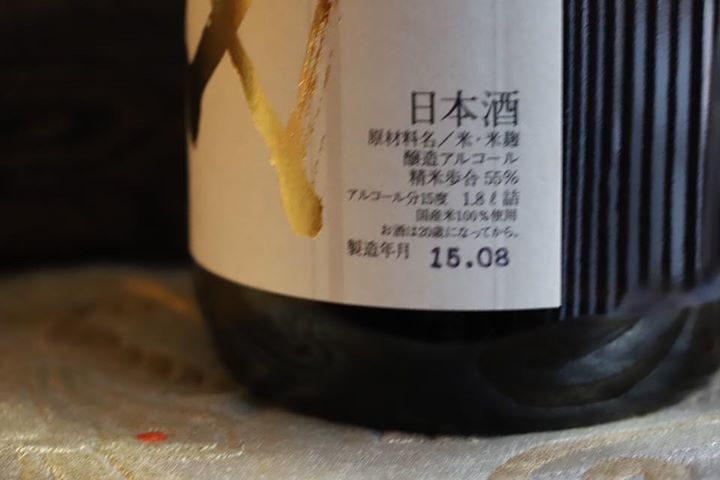 日本酒
原材料名／米・米麹
醸造アルコール
精米歩合 55%
アルコール分15度 1.8ℓ詰
国産米100%使用
お酒は20歳になってから。
製造年月 15.08